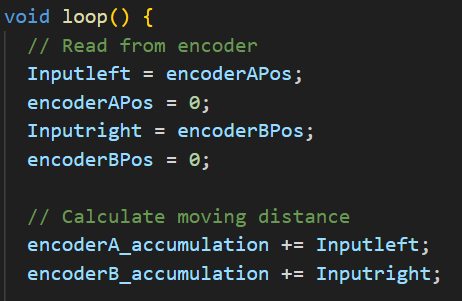 void loop() {
  // Read from encoder
  Inputleft = encoderAPos;
  encoderAPos = 0;
  Inputright = encoderBPos;
  encoderBPos = 0;

  // Calculate moving distance
  encoderA_accumulation += Inputleft;
  encoderB_accumulation += Inputright;